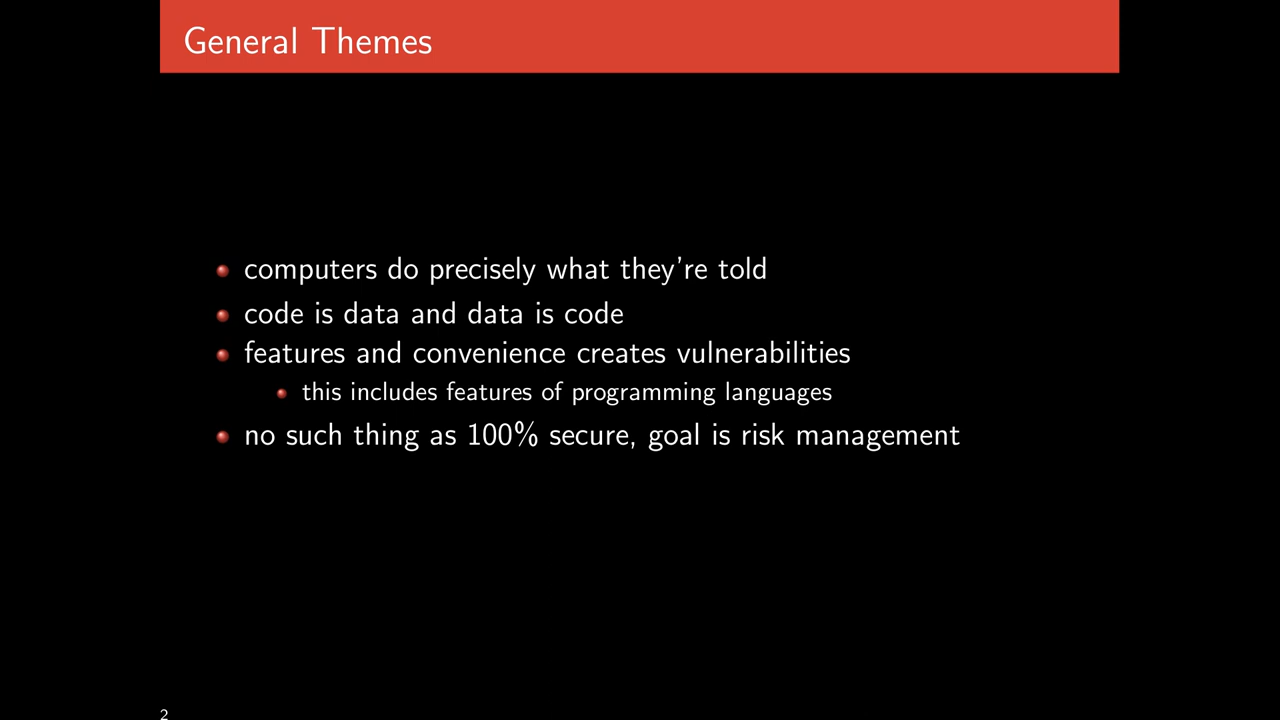 General Themes
computers do precisely what they're told
code is data and data is code
features and convenience creates vulnerabilities
this includes features of programming languages
no such thing as 100% secure, goal is risk management
2